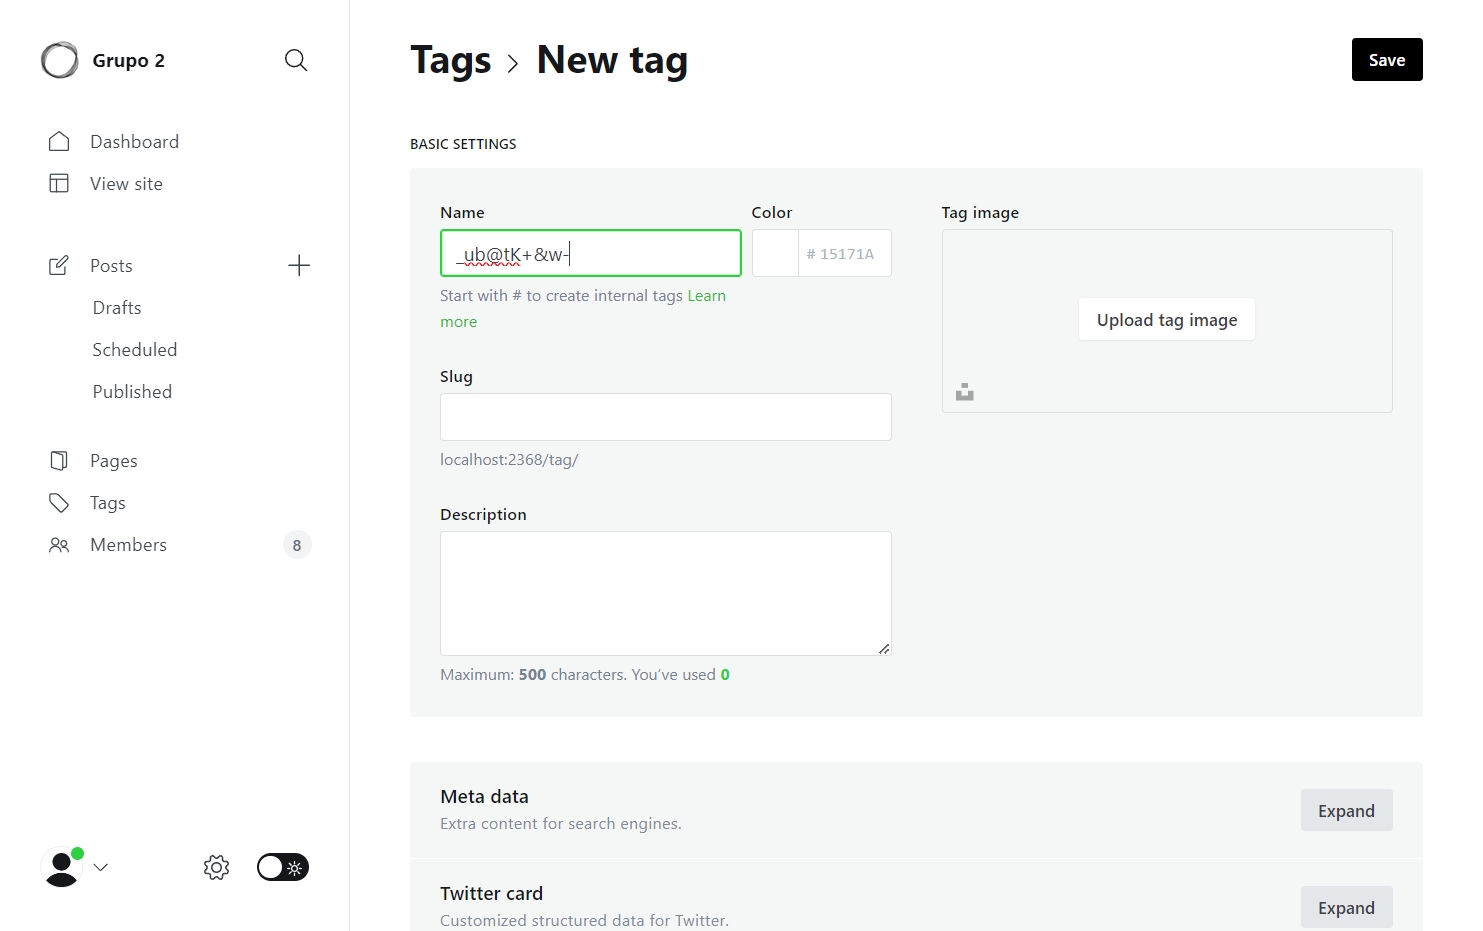 Grupo 2
Dashboard
View site
Posts
Drafts
Scheduled
Published
Pages
Tags
Members
8
Tags > New tag
Save
BASIC SETTINGS
Name
_ub@tK+&w-
Start with # to create internal tags Learn
more
Color
# 15171A
Slug
localhost:2368/tag/
Description
Maximum: 500 characters. You’ve used 0
Tag image
Upload tag image
Meta data
Extra content for search engines.
Expand
Twitter card
Customized structured data for Twitter.
Expand